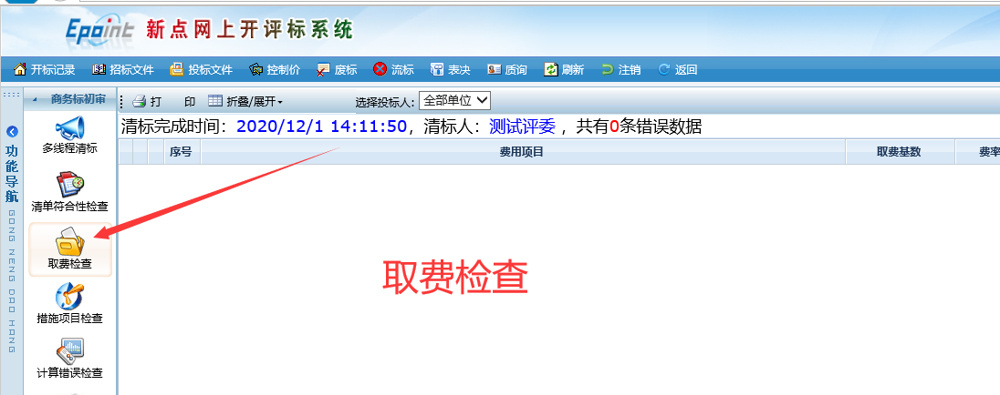 Epoint 新点网上开评标系统
开标记录 招标文件 投标文件 控制价 废标 流标 表决 质询 刷新 注销 返回
商务标初审
打 印 折叠/展开 选择投标人: 全部单位
清标完成时间：2020/12/1 14:11:50，清标人：测试评委 ，共有0条错误数据
序号 费用项目 取费基数 费率
多线程清标
清单符合性检查
取费检查
措施项目检查
计算错误检查
功能导航
GONG NENG DAO HANG
取费检查